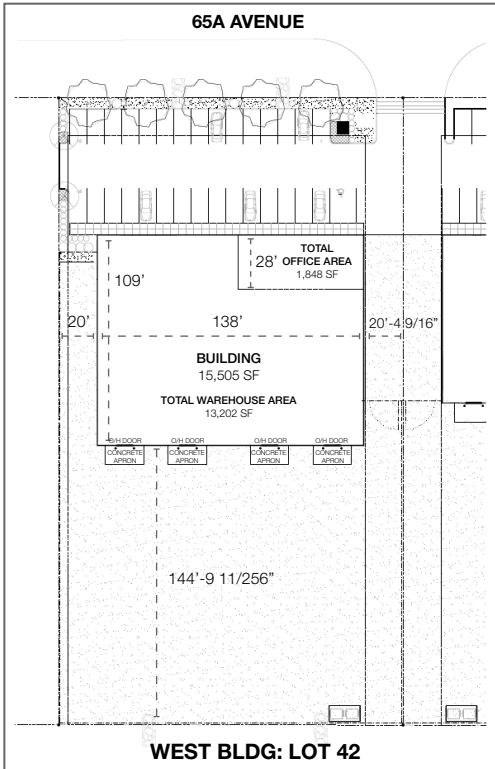 65A AVENUE
TOTAL
OFFICE AREA
1,848 SF
28'
109'
20'
138'
20'-4 9/16"
BUILDING
15,505 SF
TOTAL WAREHOUSE AREA
13,202 SF
O/H DOOR
O/H DOOR
O/H DOOR
O/H DOOR
CONCRETE
APRON
CONCRETE
APRON
CONCRETE
APRON
CONCRETE
APRON
144'-9 11/256"
WEST BLDG: LOT 42